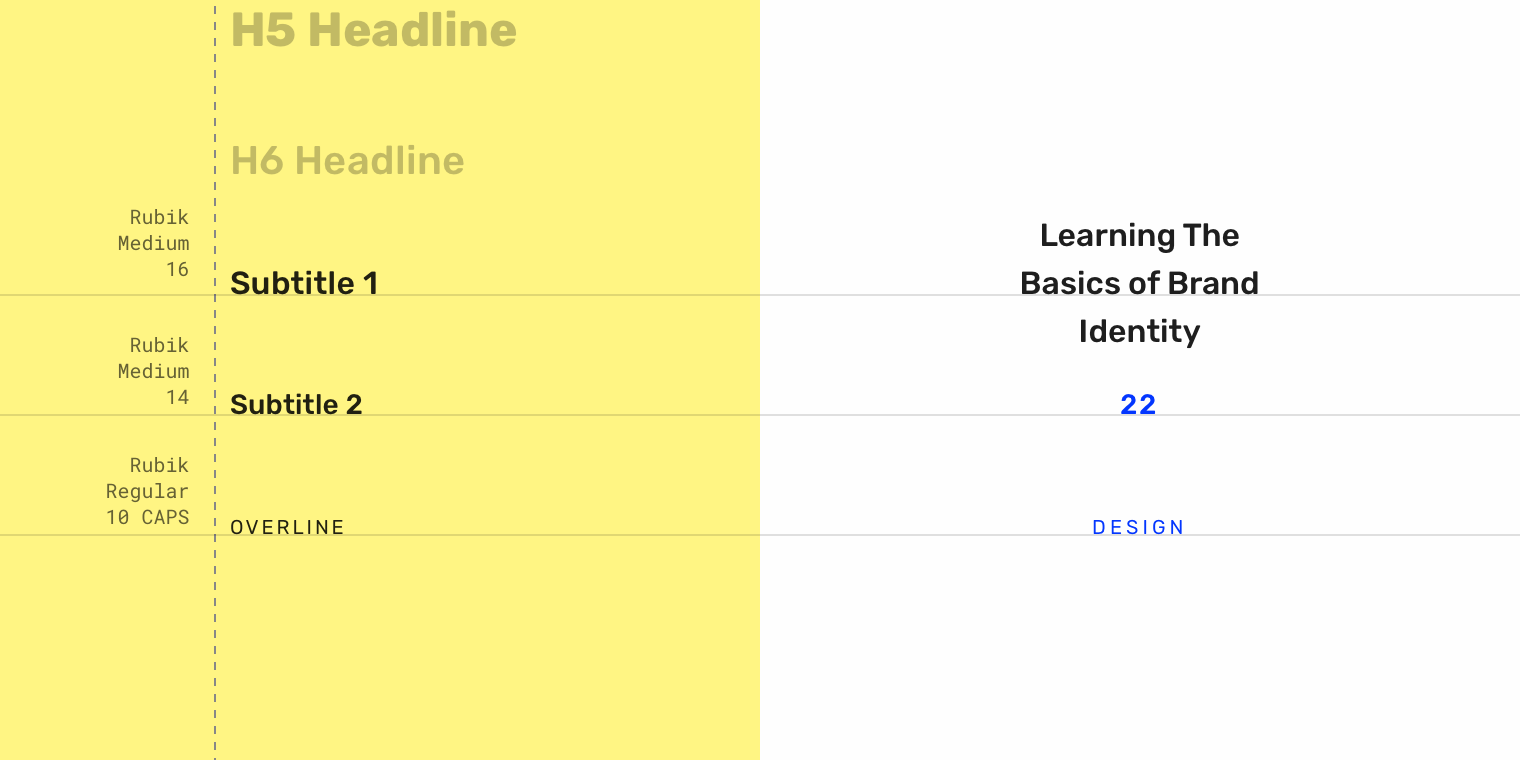 H5 Headline
H6 Headline
Rubik
Medium
16
Subtitle 1
Learning The
Basics of Brand
Identity
Rubik
Medium
14
Subtitle 2
22
Rubik
Regular
10 CAPS
OVERLINE
DESIGN